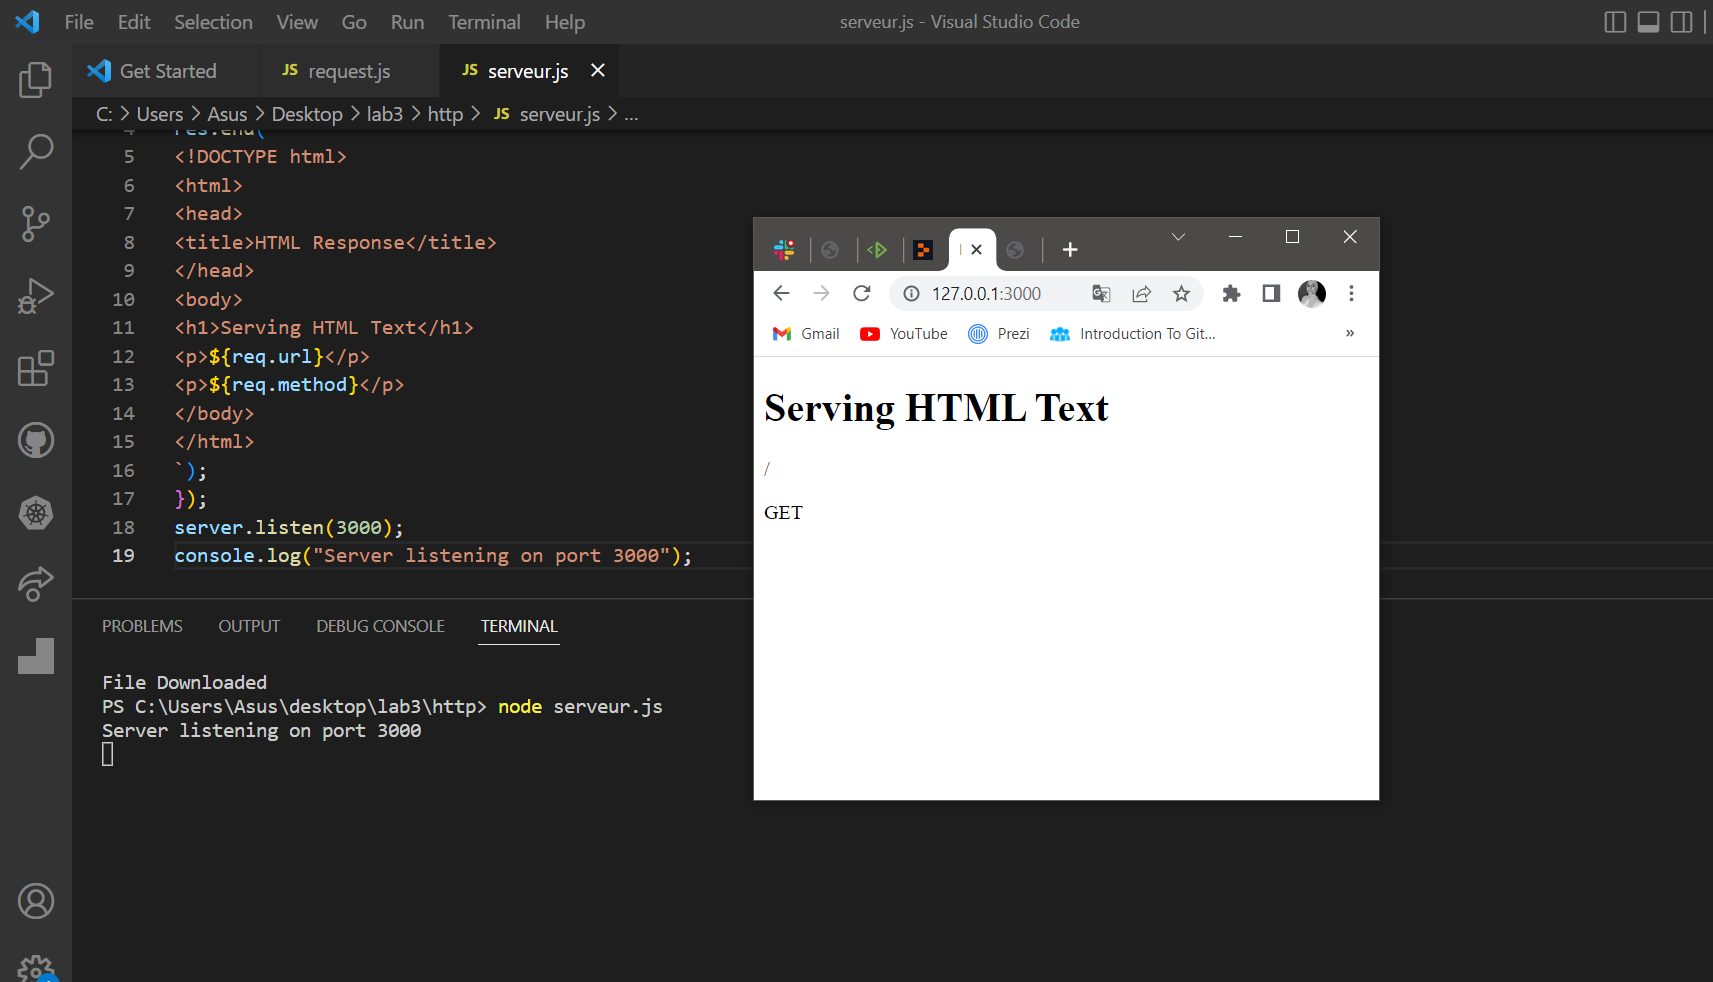 File Edit Selection View Go Run Terminal Help serveur.js - Visual Studio Code
Get Started JS request.js JS serveur.js
C: > Users > Asus > Desktop > lab3 > http > JS serveur.js > ...
4 res.end(`
5 <!DOCTYPE html>
6 <html>
7 <head>
8 <title>HTML Response</title>
9 </head>
10 <body>
11 <h1>Serving HTML Text</h1>
12 <p>${req.url}</p>
13 <p>${req.method}</p>
14 </body>
15 </html>
16 `);
17 });
18 server.listen(3000);
19 console.log("Server listening on port 3000");
127.0.0.1:3000
Gmail YouTube Prezi Introduction To Git... »
Serving HTML Text
/
GET
PROBLEMS OUTPUT DEBUG CONSOLE TERMINAL
File Downloaded
PS C:\Users\Asus\desktop\lab3\http> node serveur.js
Server listening on port 3000